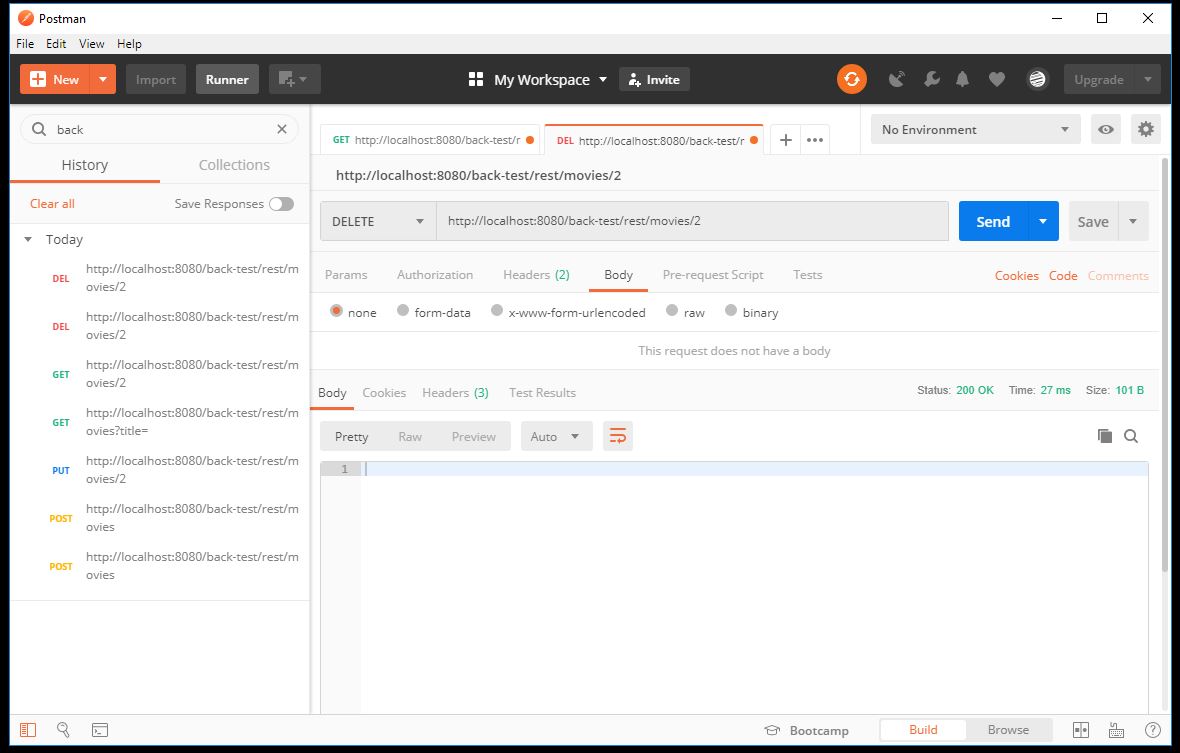 Postman
File Edit View Help
New Import Runner My Workspace Invite Upgrade
back
History Collections
Clear all Save Responses
Today
DEL http://localhost:8080/back-test/rest/m
ovies/2
DEL http://localhost:8080/back-test/rest/m
ovies/2
GET http://localhost:8080/back-test/rest/m
ovies/2
GET http://localhost:8080/back-test/rest/m
ovies?title=
PUT http://localhost:8080/back-test/rest/m
ovies/2
POST http://localhost:8080/back-test/rest/m
ovies
POST http://localhost:8080/back-test/rest/m
ovies
GET http://localhost:8080/back-test/r DEL http://localhost:8080/back-test/r No Environment
http://localhost:8080/back-test/rest/movies/2
DELETE http://localhost:8080/back-test/rest/movies/2 Send Save
Params Authorization Headers (2) Body Pre-request Script Tests Cookies Code Comments
none form-data x-www-form-urlencoded raw binary
This request does not have a body
Body Cookies Headers (3) Test Results Status: 200 OK Time: 27 ms Size: 101 B
Pretty Raw Preview Auto
1
Bootcamp Build Browse